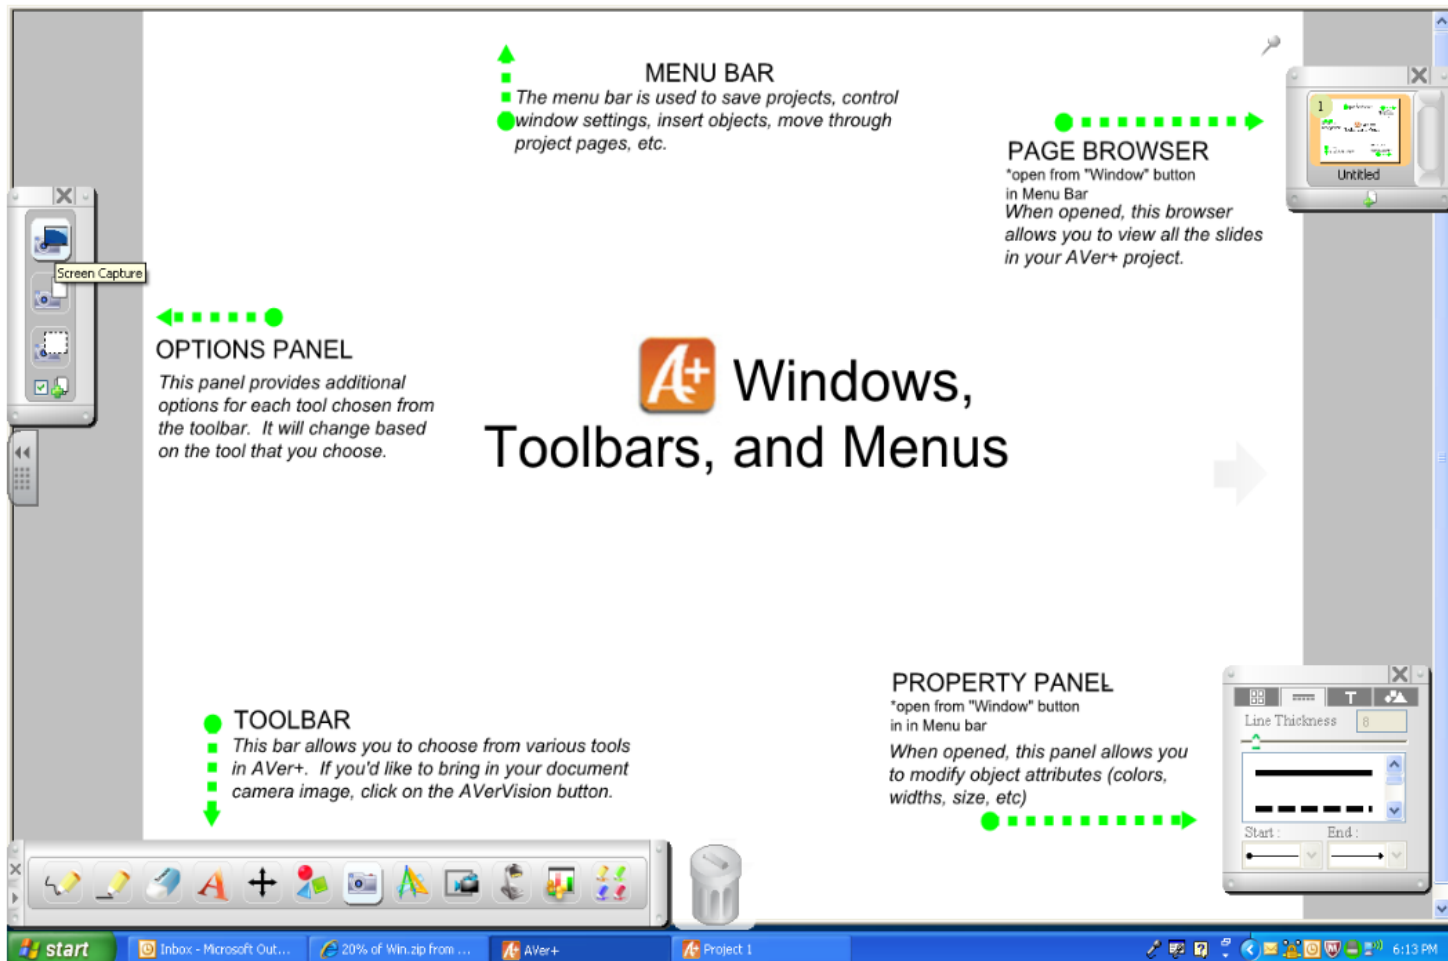 MENU BAR
The menu bar is used to save projects, control
window settings, insert objects, move through
project pages, etc.
PAGE BROWSER
*open from "Window" button
in Menu Bar
When opened, this browser
allows you to view all the slides
in your AVer+ project.
1
Untitled
Screen Capture
OPTIONS PANEL
This panel provides additional
options for each tool chosen from
the toolbar. It will change based
on the tool that you choose.
A+ Windows,
Toolbars, and Menus
PROPERTY PANEL
*open from "Window" button
in in Menu bar
When opened, this panel allows you
to modify object attributes (colors,
widths, size, etc)
T
Line Thickness 8
Start : End :
TOOLBAR
This bar allows you to choose from various tools
in AVer+. If you'd like to bring in your document
camera image, click on the AVerVision button.
A
start
Inbox - Microsoft Out...
20% of Win.zip from ...
AVer+
Project 1
6:13 PM